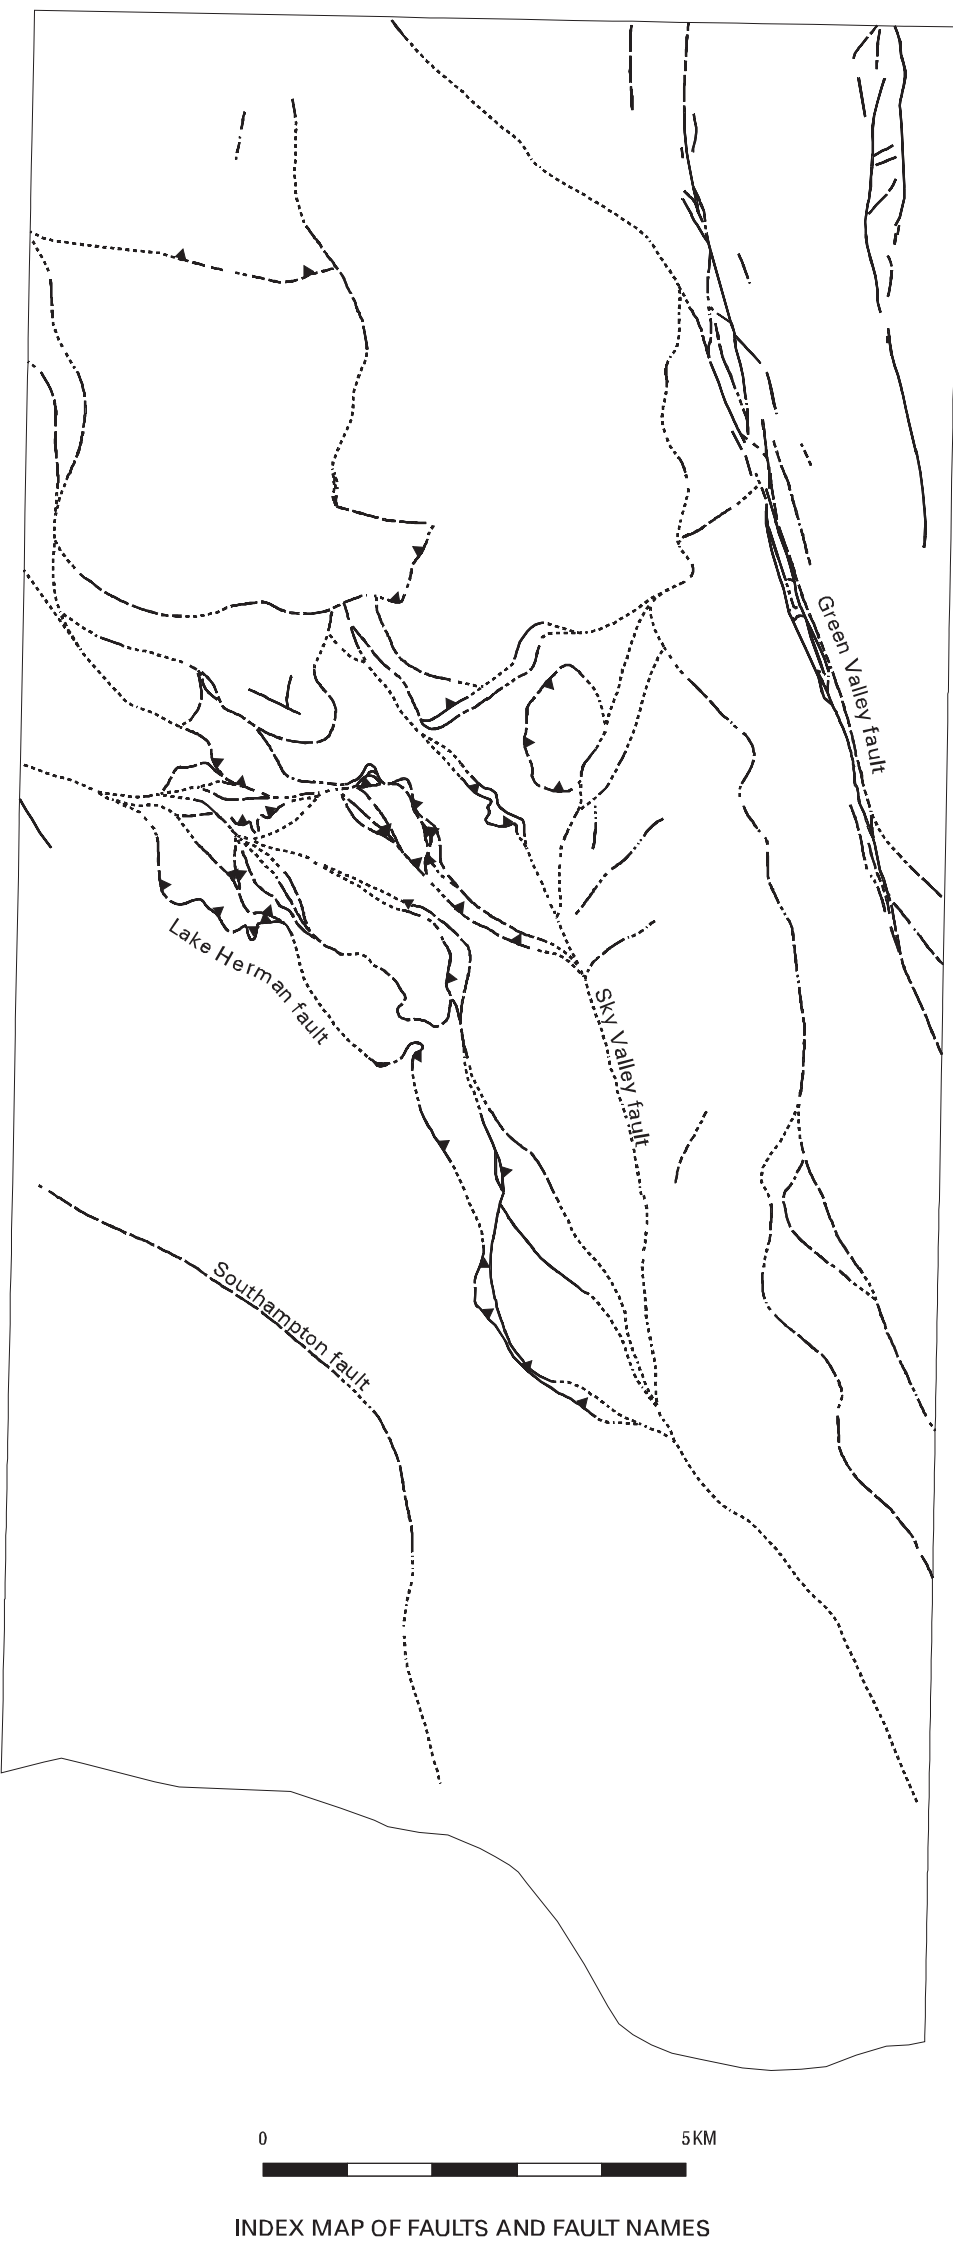 Green Valley fault
Lake Herman fault
Sky Valley fault
Southampton fault
0 5KM
INDEX MAP OF FAULTS AND FAULT NAMES